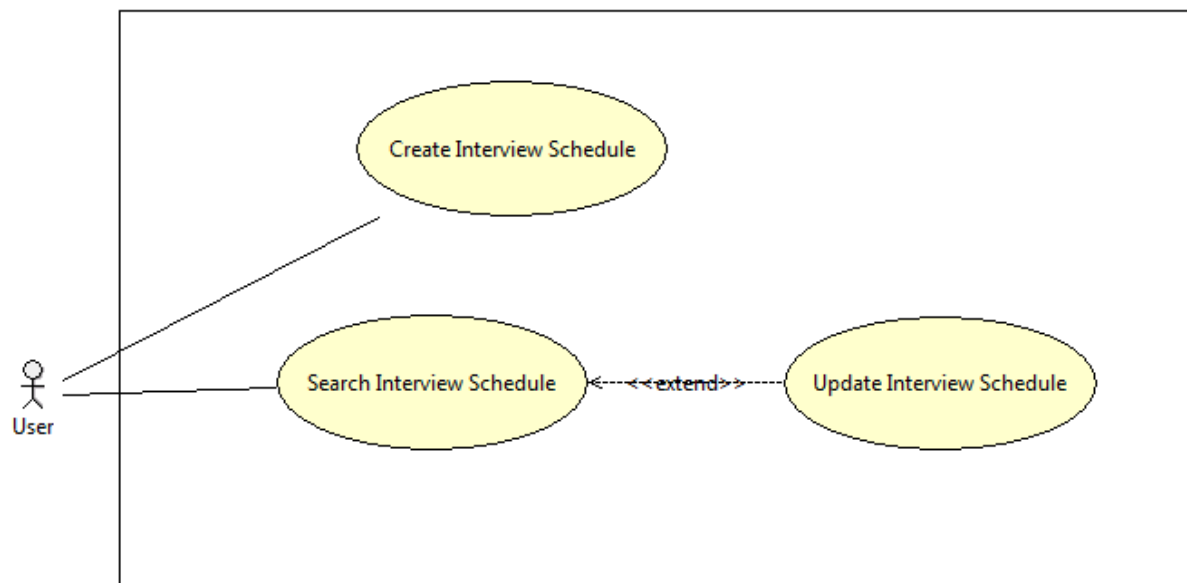 Create Interview Schedule
Search Interview Schedule
<<extend>>
Update Interview Schedule
User